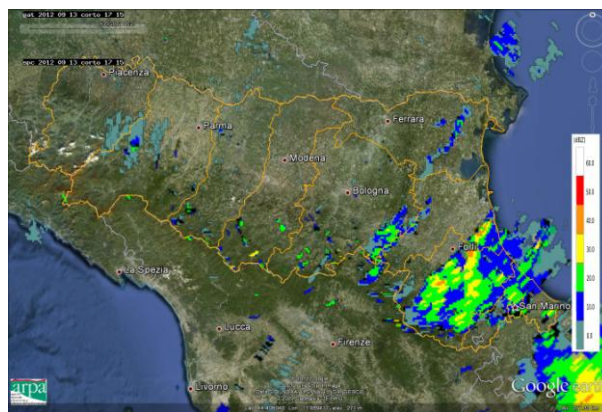 gat 2012 09 13 corto 17 15
spc 2012 09 13 corto 17 15
Piacenza
Parma
Ferrara
Modena
Bologna
(dBZ)
60.0
50.0
40.0
30.0
20.0
10.0
0.0
Forlì
La Spezia
San Marino
Lucca
Firenze
Livorno
arpa
Google earth